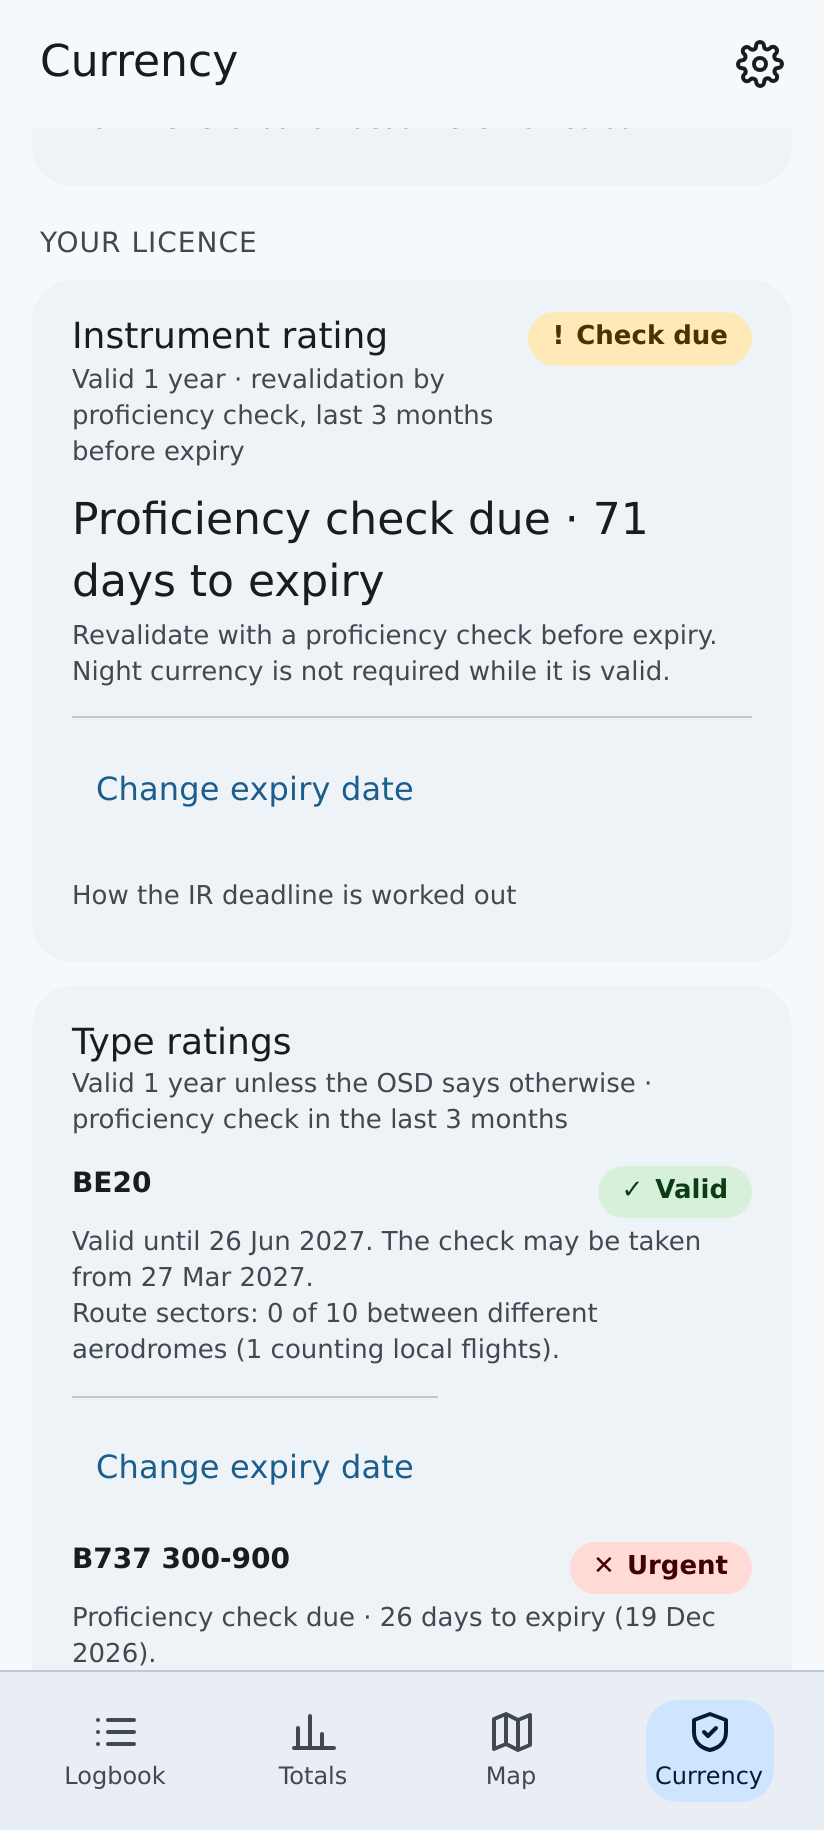 Currency
YOUR LICENCE
Instrument rating
! Check due
Valid 1 year · revalidation by
proficiency check, last 3 months
before expiry
Proficiency check due · 71
days to expiry
Revalidate with a proficiency check before expiry.
Night currency is not required while it is valid.
Change expiry date
How the IR deadline is worked out
Type ratings
Valid 1 year unless the OSD says otherwise ·
proficiency check in the last 3 months
BE20
✓ Valid
Valid until 26 Jun 2027. The check may be taken
from 27 Mar 2027.
Route sectors: 0 of 10 between different
aerodromes (1 counting local flights).
Change expiry date
B737 300-900
✕ Urgent
Proficiency check due · 26 days to expiry (19 Dec
2026).
Logbook
Totals
Map
Currency